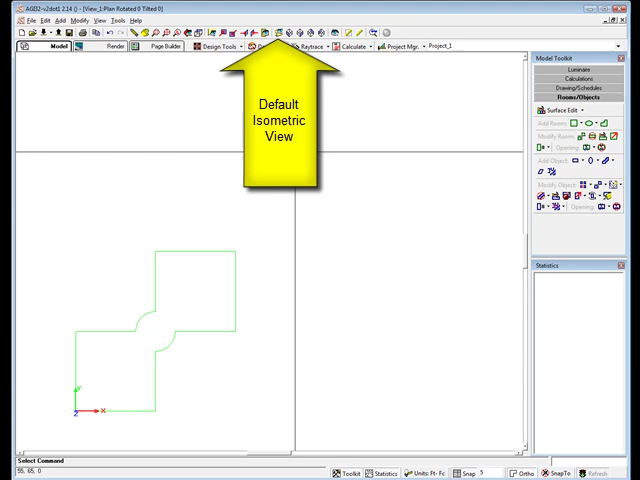 AGI32-v2dot1 2.14 () - [View_1:Plan Rotated 0 Tilted 0]
File Edit Add Modify View Tools Help
Model Render Page Builder Design Tools Raytrace Calculate Project Mgr. Project_1
Default
Isometric
View
Model Toolkit
Luminaire
Calculations
Drawing/Schedules
Rooms/Objects
Surface Edit
Add Room:
Modify Room:
Opening:
Add Object:
Modify Object:
Opening:
Statistics
Y
Z X
Select Command
55, 65, 0
Toolkit Statistics Units: Ft- Fc Snap 5 Ortho SnapTo Refresh